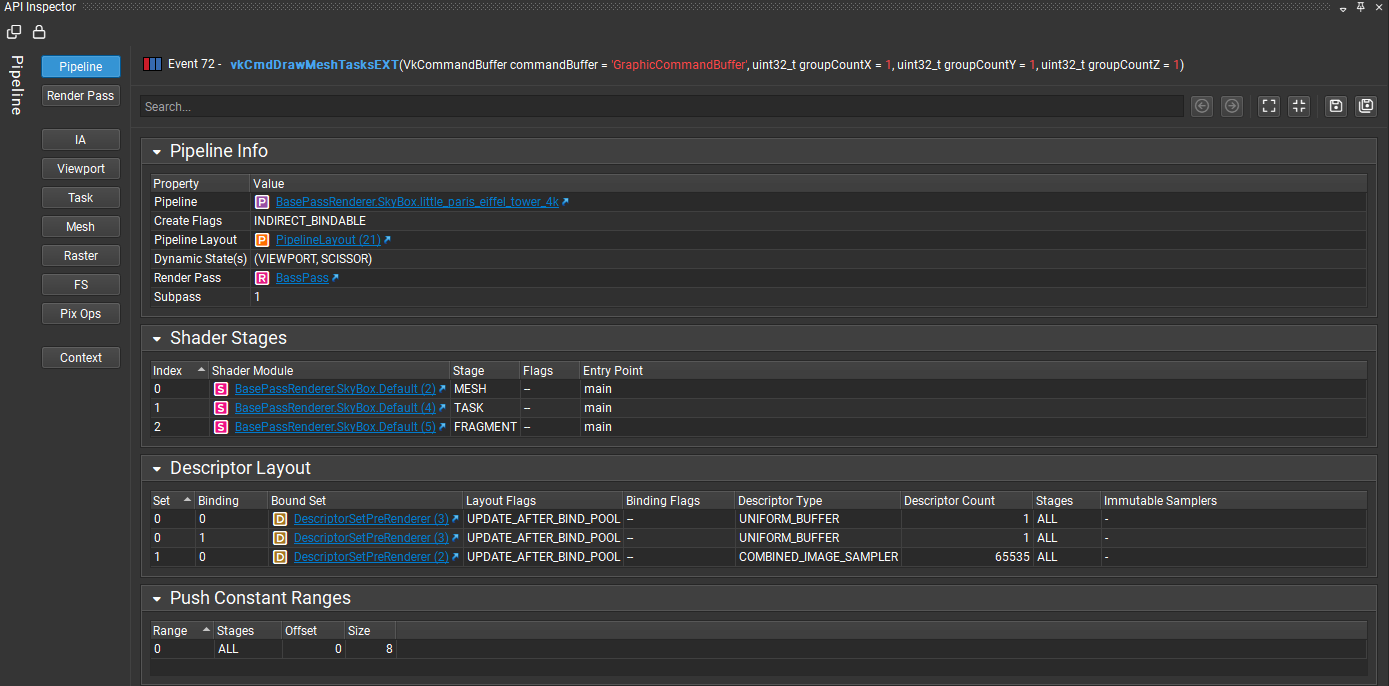 API Inspector
Pipeline
Pipeline
Render Pass
IA
Viewport
Task
Mesh
Raster
FS
Pix Ops
Context
Event 72 - vkCmdDrawMeshTasksEXT(VkCommandBuffer commandBuffer = 'GraphicCommandBuffer', uint32_t groupCountX = 1, uint32_t groupCountY = 1, uint32_t groupCountZ = 1)
Search...
Pipeline Info
Property Value
Pipeline P BasePassRenderer.SkyBox.little_paris_eiffel_tower_4k
Create Flags INDIRECT_BINDABLE
Pipeline Layout P PipelineLayout (21)
Dynamic State(s) (VIEWPORT, SCISSOR)
Render Pass R BassPass
Subpass 1
Shader Stages
Index Shader Module Stage Flags Entry Point
0 S BasePassRenderer.SkyBox.Default (2) MESH -- main
1 S BasePassRenderer.SkyBox.Default (4) TASK -- main
2 S BasePassRenderer.SkyBox.Default (5) FRAGMENT -- main
Descriptor Layout
Set Binding Bound Set Layout Flags Binding Flags Descriptor Type Descriptor Count Stages Immutable Samplers
0 0 D DescriptorSetPreRenderer (3) UPDATE_AFTER_BIND_POOL -- UNIFORM_BUFFER 1 ALL -
0 1 D DescriptorSetPreRenderer (3) UPDATE_AFTER_BIND_POOL -- UNIFORM_BUFFER 1 ALL -
1 0 D DescriptorSetPreRenderer (2) UPDATE_AFTER_BIND_POOL -- COMBINED_IMAGE_SAMPLER 65535 ALL -
Push Constant Ranges
Range Stages Offset Size
0 ALL 0 8